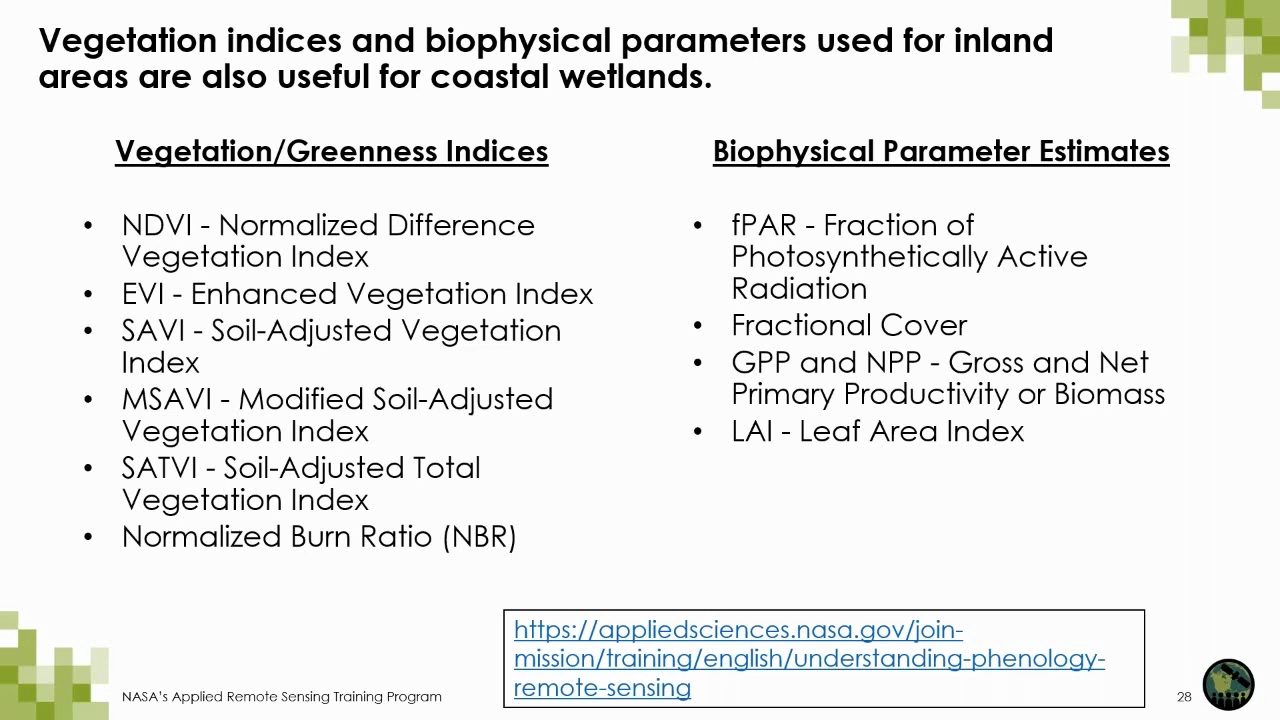 Vegetation indices and biophysical parameters used for inland
areas are also useful for coastal wetlands.
Vegetation/Greenness Indices
• NDVI - Normalized Difference
Vegetation Index
• EVI - Enhanced Vegetation Index
• SAVI - Soil-Adjusted Vegetation
Index
• MSAVI - Modified Soil-Adjusted
Vegetation Index
• SATVI - Soil-Adjusted Total
Vegetation Index
• Normalized Burn Ratio (NBR)
Biophysical Parameter Estimates
• fPAR - Fraction of
Photosynthetically Active
Radiation
• Fractional Cover
• GPP and NPP - Gross and Net
Primary Productivity or Biomass
• LAI - Leaf Area Index
https://appliedsciences.nasa.gov/join-
mission/training/english/understanding-phenology-
remote-sensing
NASA's Applied Remote Sensing Training Program
28